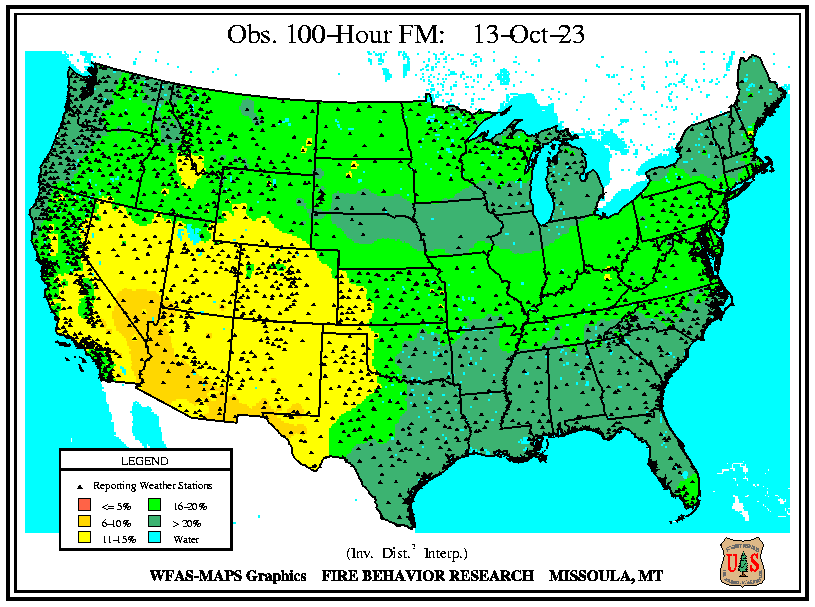 Obs. 100-Hour FM: 13-Oct-23
LEGEND
Reporting Weather Stations
<= 5% 16-20%
6-10% > 20%
11-15% Water
(Inv. Dist.² Interp.)
WFAS-MAPS Graphics FIRE BEHAVIOR RESEARCH MISSOULA, MT
U S